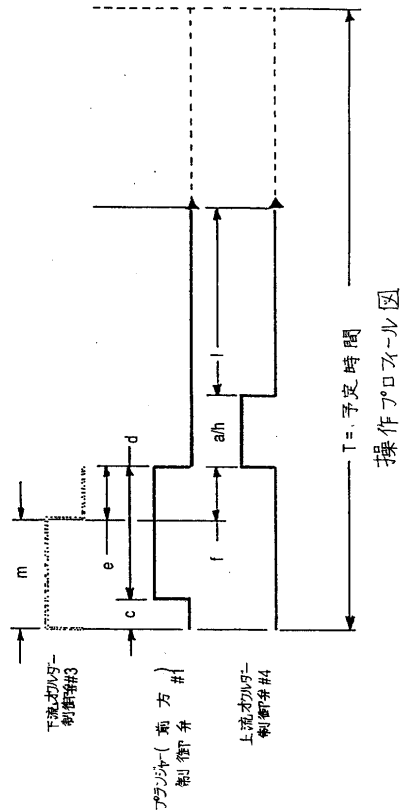 m
d
e
c
f
a/h
l
下流ホルダー
制御弁#3
プランジャー(前方)
制御弁 #1
上流ホルダー
制御弁#4
T=、予定時間
操作プロフィール図